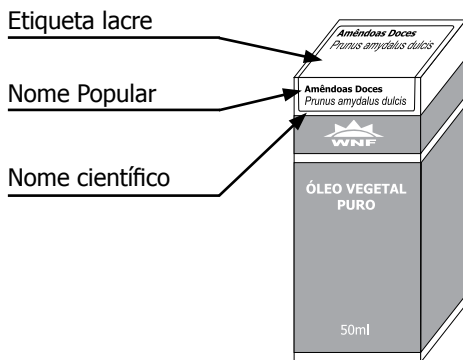 Etiqueta lacre
Amêndoas Doces
Prunus amydalus dulcis
Nome Popular
Amêndoas Doces
Prunus amydalus dulcis
WNF
Nome científico
ÓLEO VEGETAL
PURO
50ml